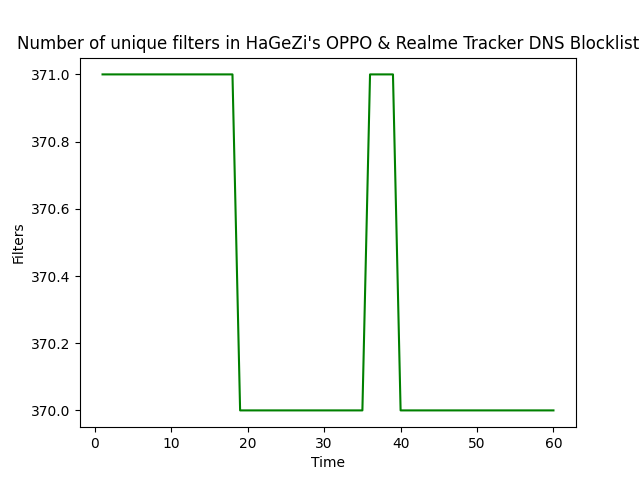 Number of unique filters in HaGeZi's OPPO & Realme Tracker DNS Blocklist
371.0
370.8
370.6
370.4
370.2
370.0
Filters
0 10 20 30 40 50 60
Time